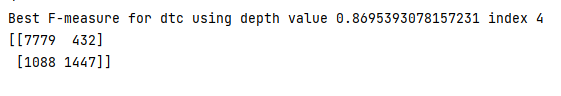 Best F-measure for dtc using depth value 0.8695393078157231 index 4
[[7779  432]
 [1088 1447]]